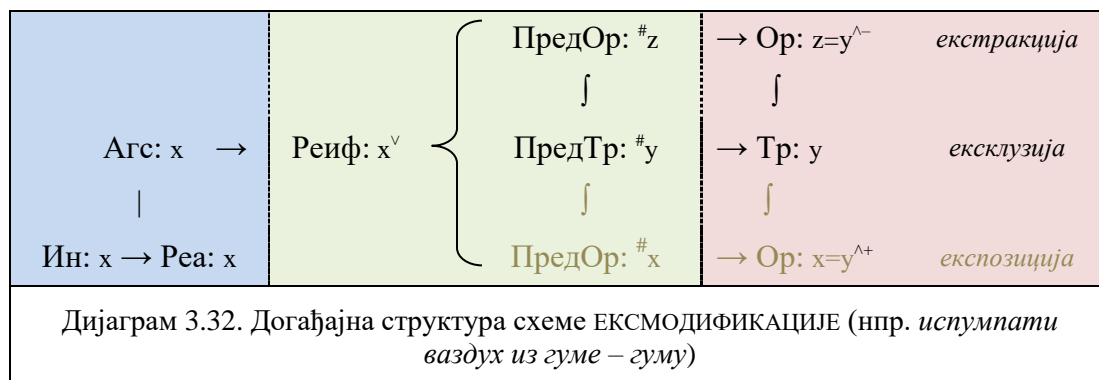 ПредОр: #z → Ор: z=y^– екстракција
∫ ∫
Агс: x → Реиф: x˅ { ПредТр: #y → Тр: y ексклузија
| ∫ ∫
Ин: x → Реа: x ПредОр: #x → Ор: x=y^+ експозиција
Дијаграм 3.32. Догађајна структура схеме ЕКСМОДИФИКАЦИЈЕ (нпр. испумпати
ваздух из гуме – гуму)